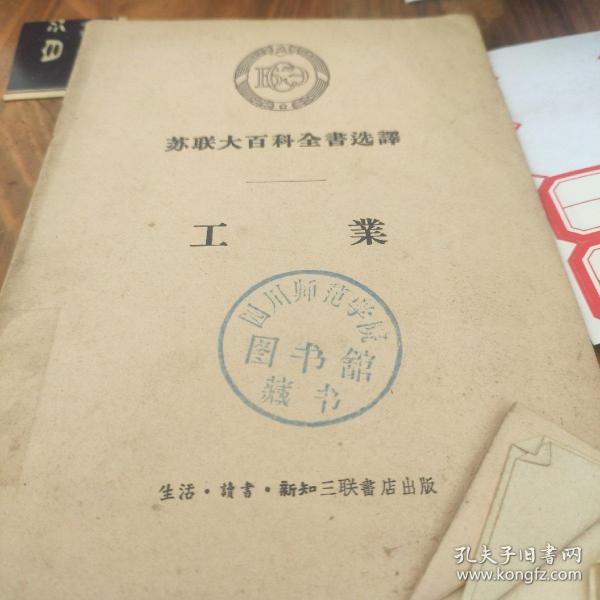 苏联大百科全書选譯
工業
四川师范学院
图书館
藏书
生活·讀書·新知三联書店出版
孔夫子旧書网
www.kongfz.com